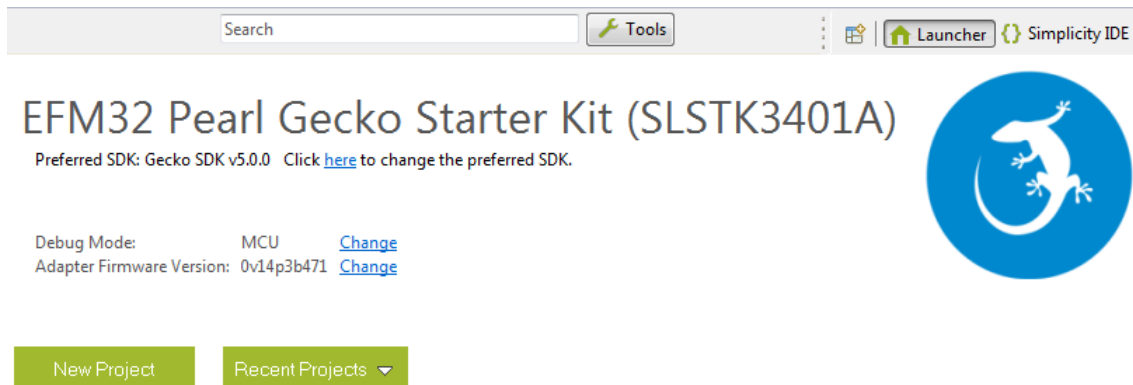 Search
Tools
Launcher
Simplicity IDE
EFM32 Pearl Gecko Starter Kit (SLSTK3401A)
Preferred SDK: Gecko SDK v5.0.0 Click here to change the preferred SDK.
Debug Mode: MCU Change
Adapter Firmware Version: 0v14p3b471 Change
New Project
Recent Projects